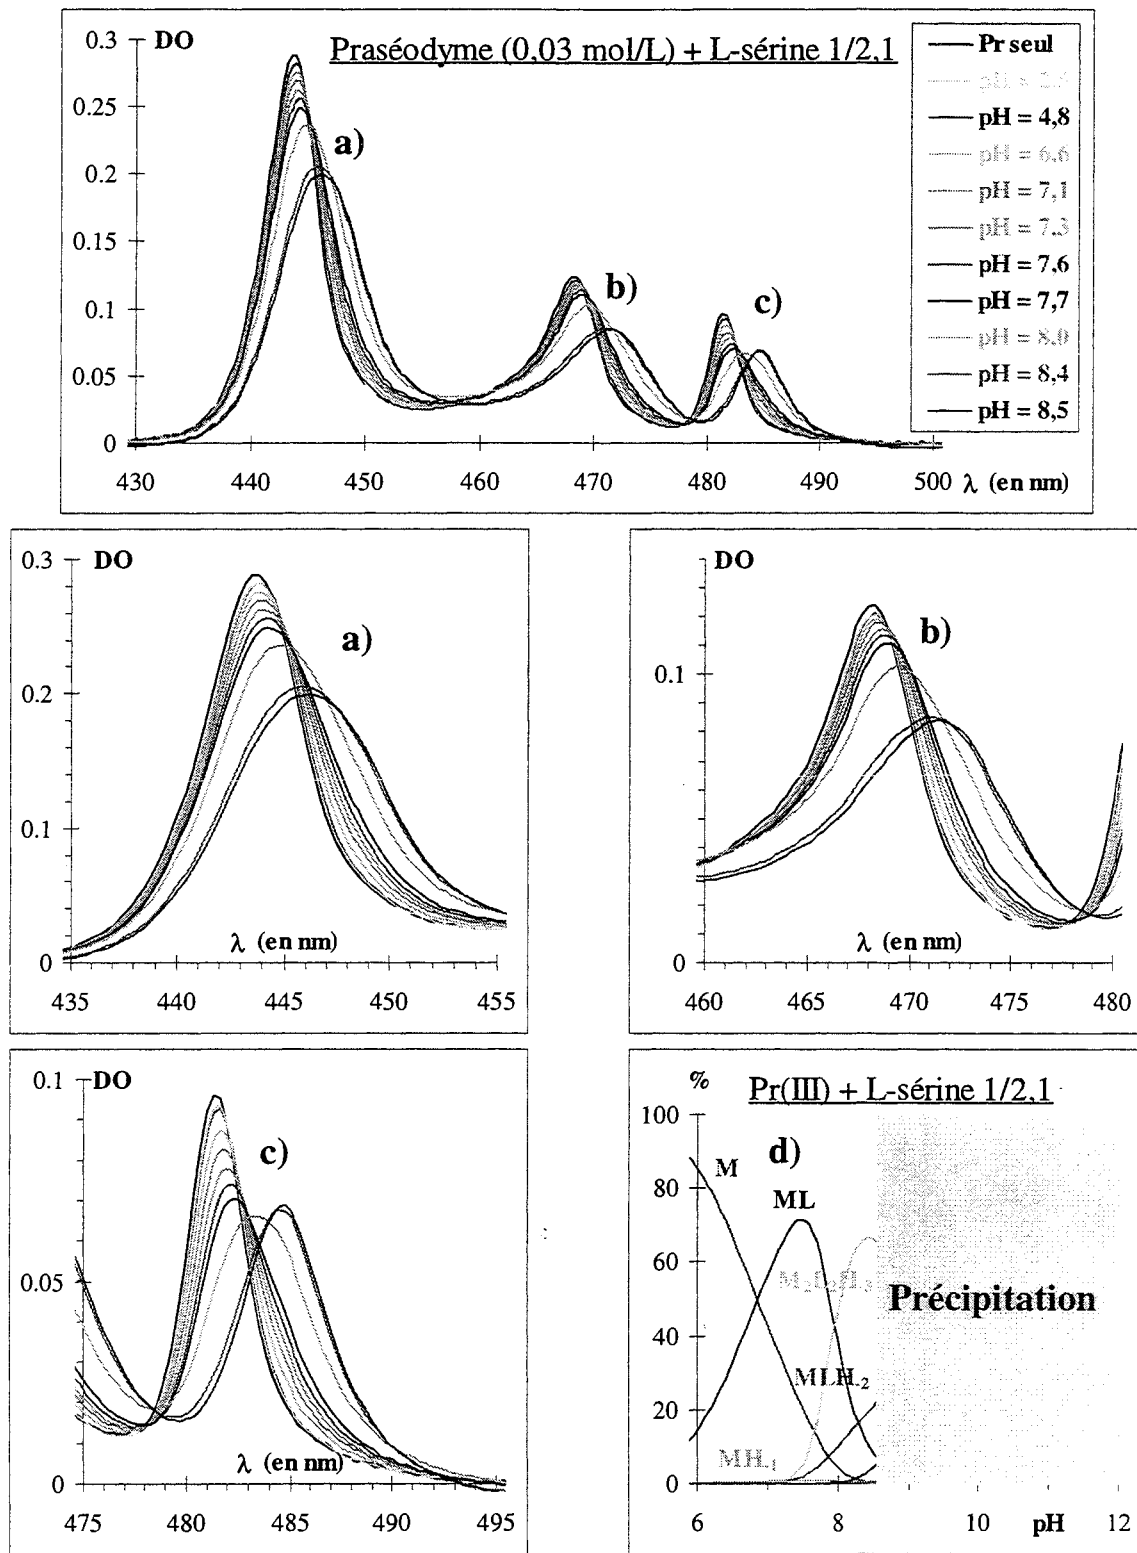 0.3 DO Praséodyme (0,03 mol/L) + L-sérine 1/2,1
Pr seul
pH = 4,8
pH = 6,6
pH = 7,1
pH = 7,3
pH = 7,6
pH = 7,7
pH = 8,0
pH = 8,4
pH = 8,5
0.25
0.2
0.15
0.1
0.05
0
a)
b)
c)
430 440 450 460 470 480 490 500 λ (en nm)
0.3 DO
a)
0.2
0.1
λ (en nm)
0
435 440 445 450 455
DO
b)
0.1
λ (en nm)
0
460 465 470 475 480
0.1 DO
c)
0.05
λ (en nm)
0
475 480 485 490 495
% Pr(III) + L-sérine 1/2,1
100
M d)
80
ML
60
Précipitation
40
MLH-2
20
MH-1
0
6 8 10 pH 12